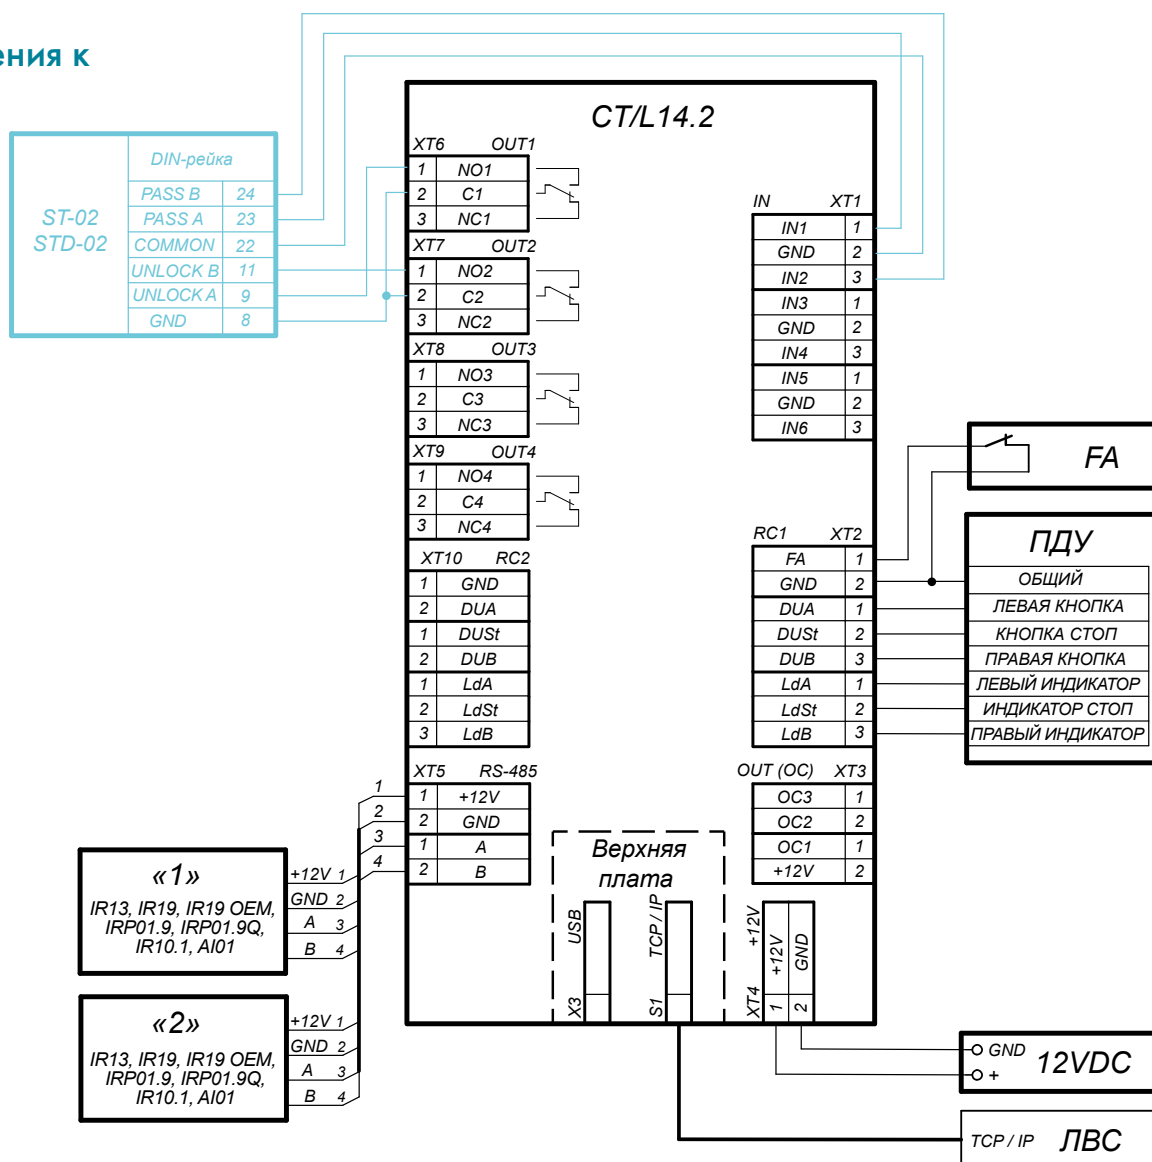 ения к
CT/L14.2
ST-02
STD-02
DIN-рейка
PASS B 24
PASS A 23
COMMON 22
UNLOCK B 11
UNLOCK A 9
GND 8
XT6 OUT1
1 NO1
2 C1
3 NC1
XT7 OUT2
1 NO2
2 C2
3 NC2
XT8 OUT3
1 NO3
2 C3
3 NC3
XT9 OUT4
1 NO4
2 C4
3 NC4
XT10 RC2
1 GND
2 DUA
1 DUSt
2 DUB
1 LdA
2 LdSt
3 LdB
XT5 RS-485
1 1 +12V
2 2 GND
3 1 A
4 2 B
IN XT1
IN1 1
GND 2
IN2 3
IN3 1
GND 2
IN4 3
IN5 1
GND 2
IN6 3
RC1 XT2
FA 1
GND 2
DUA 1
DUSt 2
DUB 3
LdA 1
LdSt 2
LdB 3
OUT (OC) XT3
OC3 1
OC2 2
OC1 1
+12V 2
FA
ПДУ
ОБЩИЙ
ЛЕВАЯ КНОПКА
КНОПКА СТОП
ПРАВАЯ КНОПКА
ЛЕВЫЙ ИНДИКАТОР
ИНДИКАТОР СТОП
ПРАВЫЙ ИНДИКАТОР
Верхняя
плата
X3 USB
S1 TCP / IP
XT4 +12V
1 +12V
2 GND
«1»
IR13, IR19, IR19 OEM,
IRP01.9, IRP01.9Q,
IR10.1, AI01
+12V 1
GND 2
A 3
B 4
«2»
IR13, IR19, IR19 OEM,
IRP01.9, IRP01.9Q,
IR10.1, AI01
+12V 1
GND 2
A 3
B 4
GND
+
12VDC
TCP / IP ЛВС